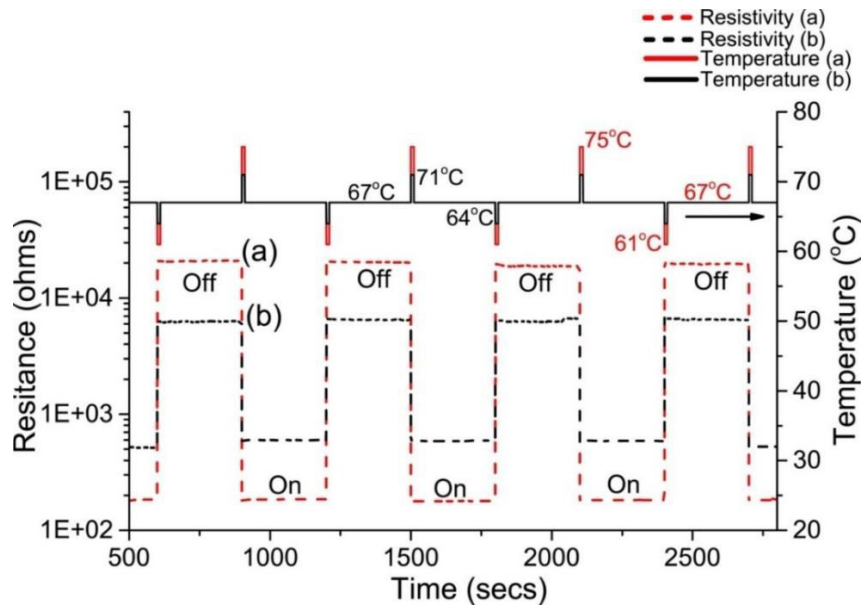 Resistivity (a)
Resistivity (b)
Temperature (a)
Temperature (b)
80
70
60
50
40
30
20
Temperature (°C)
1E+05
1E+04
1E+03
1E+02
Resitance (ohms)
75°C
67°C
71°C
67°C
64°C
61°C
(a)
Off
Off
Off
Off
(b)
On
On
On
500
1000
1500
2000
2500
Time (secs)